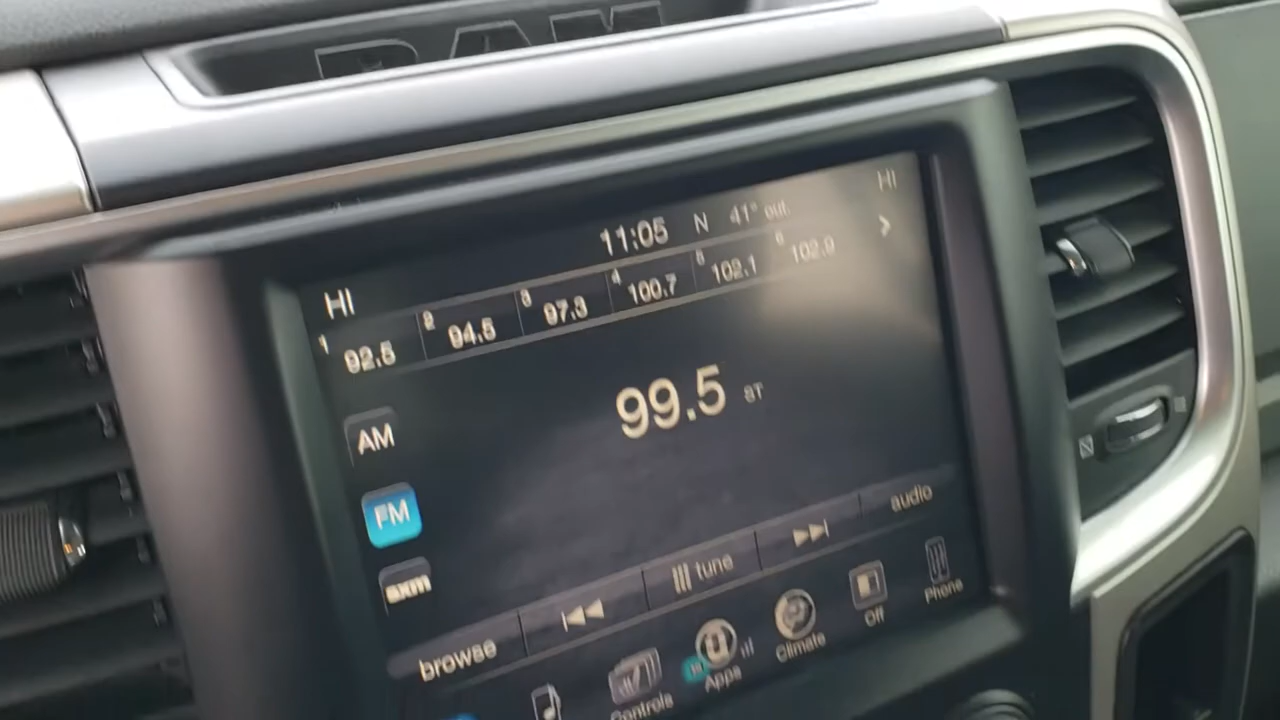 RAM
HI 11:05 N 41° out. HI
1 92.5 2 94.5 3 97.3 4 100.7 5 102.1 6 102.9
99.5 ST
AM
FM
sxm
browse tune audio
Controls Apps Climate Off Phone